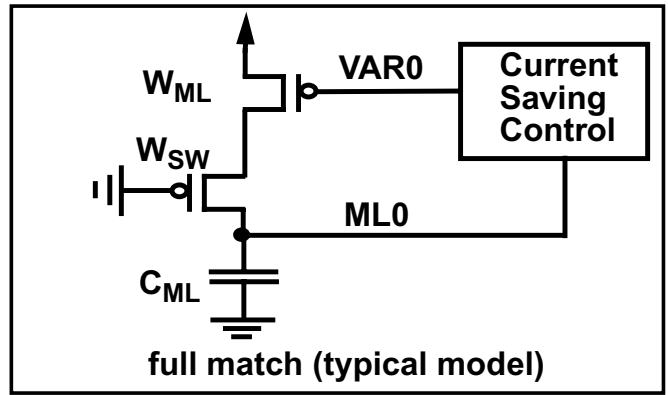 VAR0
Current
Saving
Control
W_ML
W_SW
ML0
C_ML
full match (typical model)